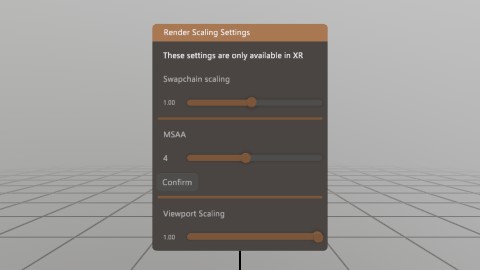 Render Scaling Settings
These settings are only available in XR
Swapchain scaling
1.00
MSAA
4
Confirm
Viewport Scaling
1.00